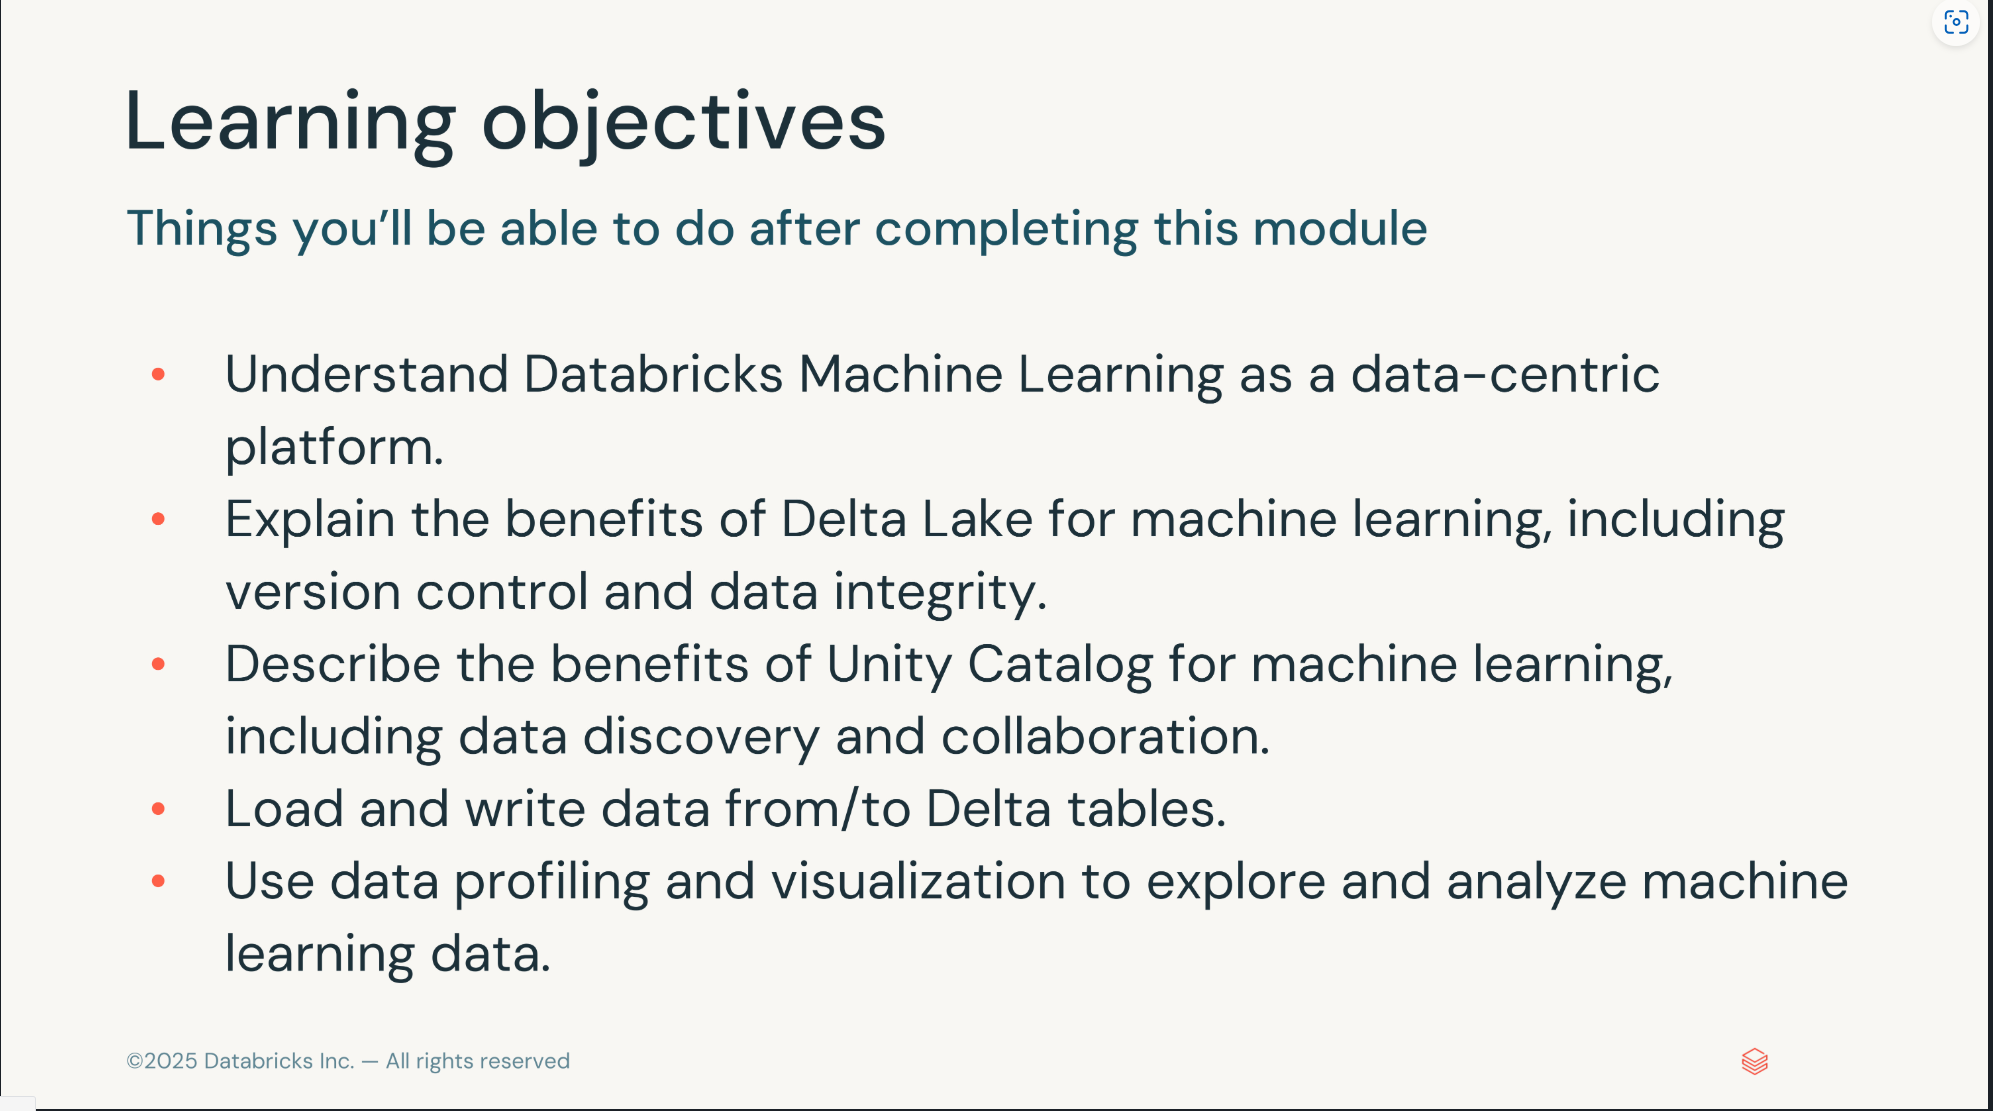 Learning objectives
Things you’ll be able to do after completing this module
• Understand Databricks Machine Learning as a data-centric
platform.
• Explain the benefits of Delta Lake for machine learning, including
version control and data integrity.
• Describe the benefits of Unity Catalog for machine learning,
including data discovery and collaboration.
• Load and write data from/to Delta tables.
• Use data profiling and visualization to explore and analyze machine
learning data.
©2025 Databricks Inc. — All rights reserved